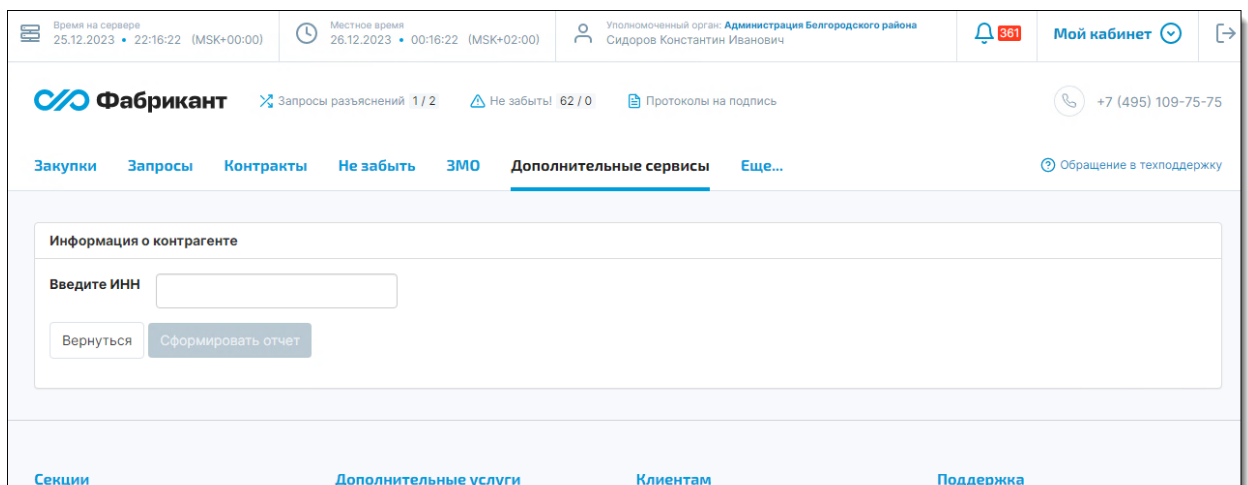 Время на сервере
25.12.2023 • 22:16:22 (MSK+00:00)
Местное время
26.12.2023 • 00:16:22 (MSK+02:00)
Уполномоченный орган: Администрация Белгородского района
Сидоров Константин Иванович
361
Мой кабинет
Фабрикант
Запросы разъяснений 1 / 2
Не забыть! 62 / 0
Протоколы на подпись
+7 (495) 109-75-75
Закупки Запросы Контракты Не забыть ЗМО Дополнительные сервисы Еще...
Обращение в техподдержку
Информация о контрагенте
Введите ИНН
Вернуться Сформировать отчет
Секции Дополнительные услуги Клиентам Поддержка